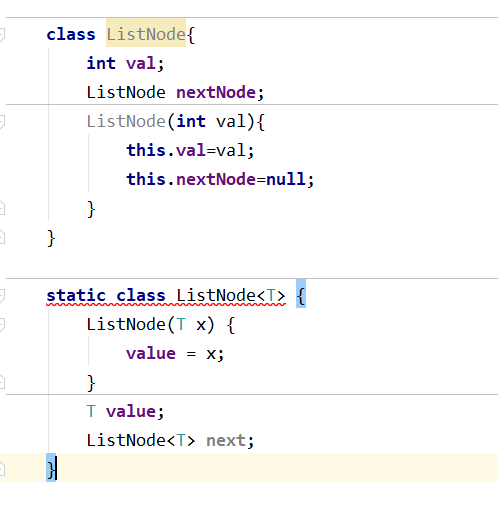 class ListNode{
int val;
ListNode nextNode;
ListNode(int val){
this.val=val;
this.nextNode=null;
}
}
static class ListNode<T> {
ListNode(T x) {
value = x;
}
T value;
ListNode<T> next;
}